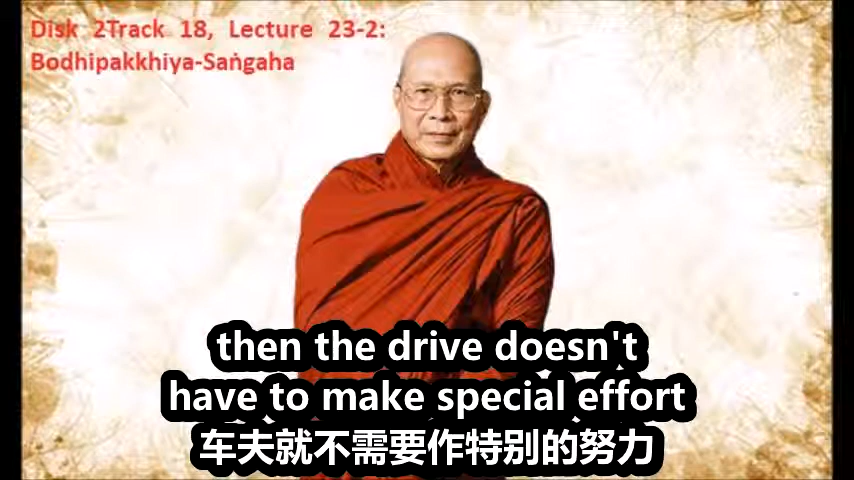 Disk 2Track 18, Lecture 23-2:
Bodhipakkhiya-Saṅgaha
then the drive doesn't
have to make special effort
车夫就不需要作特别的努力